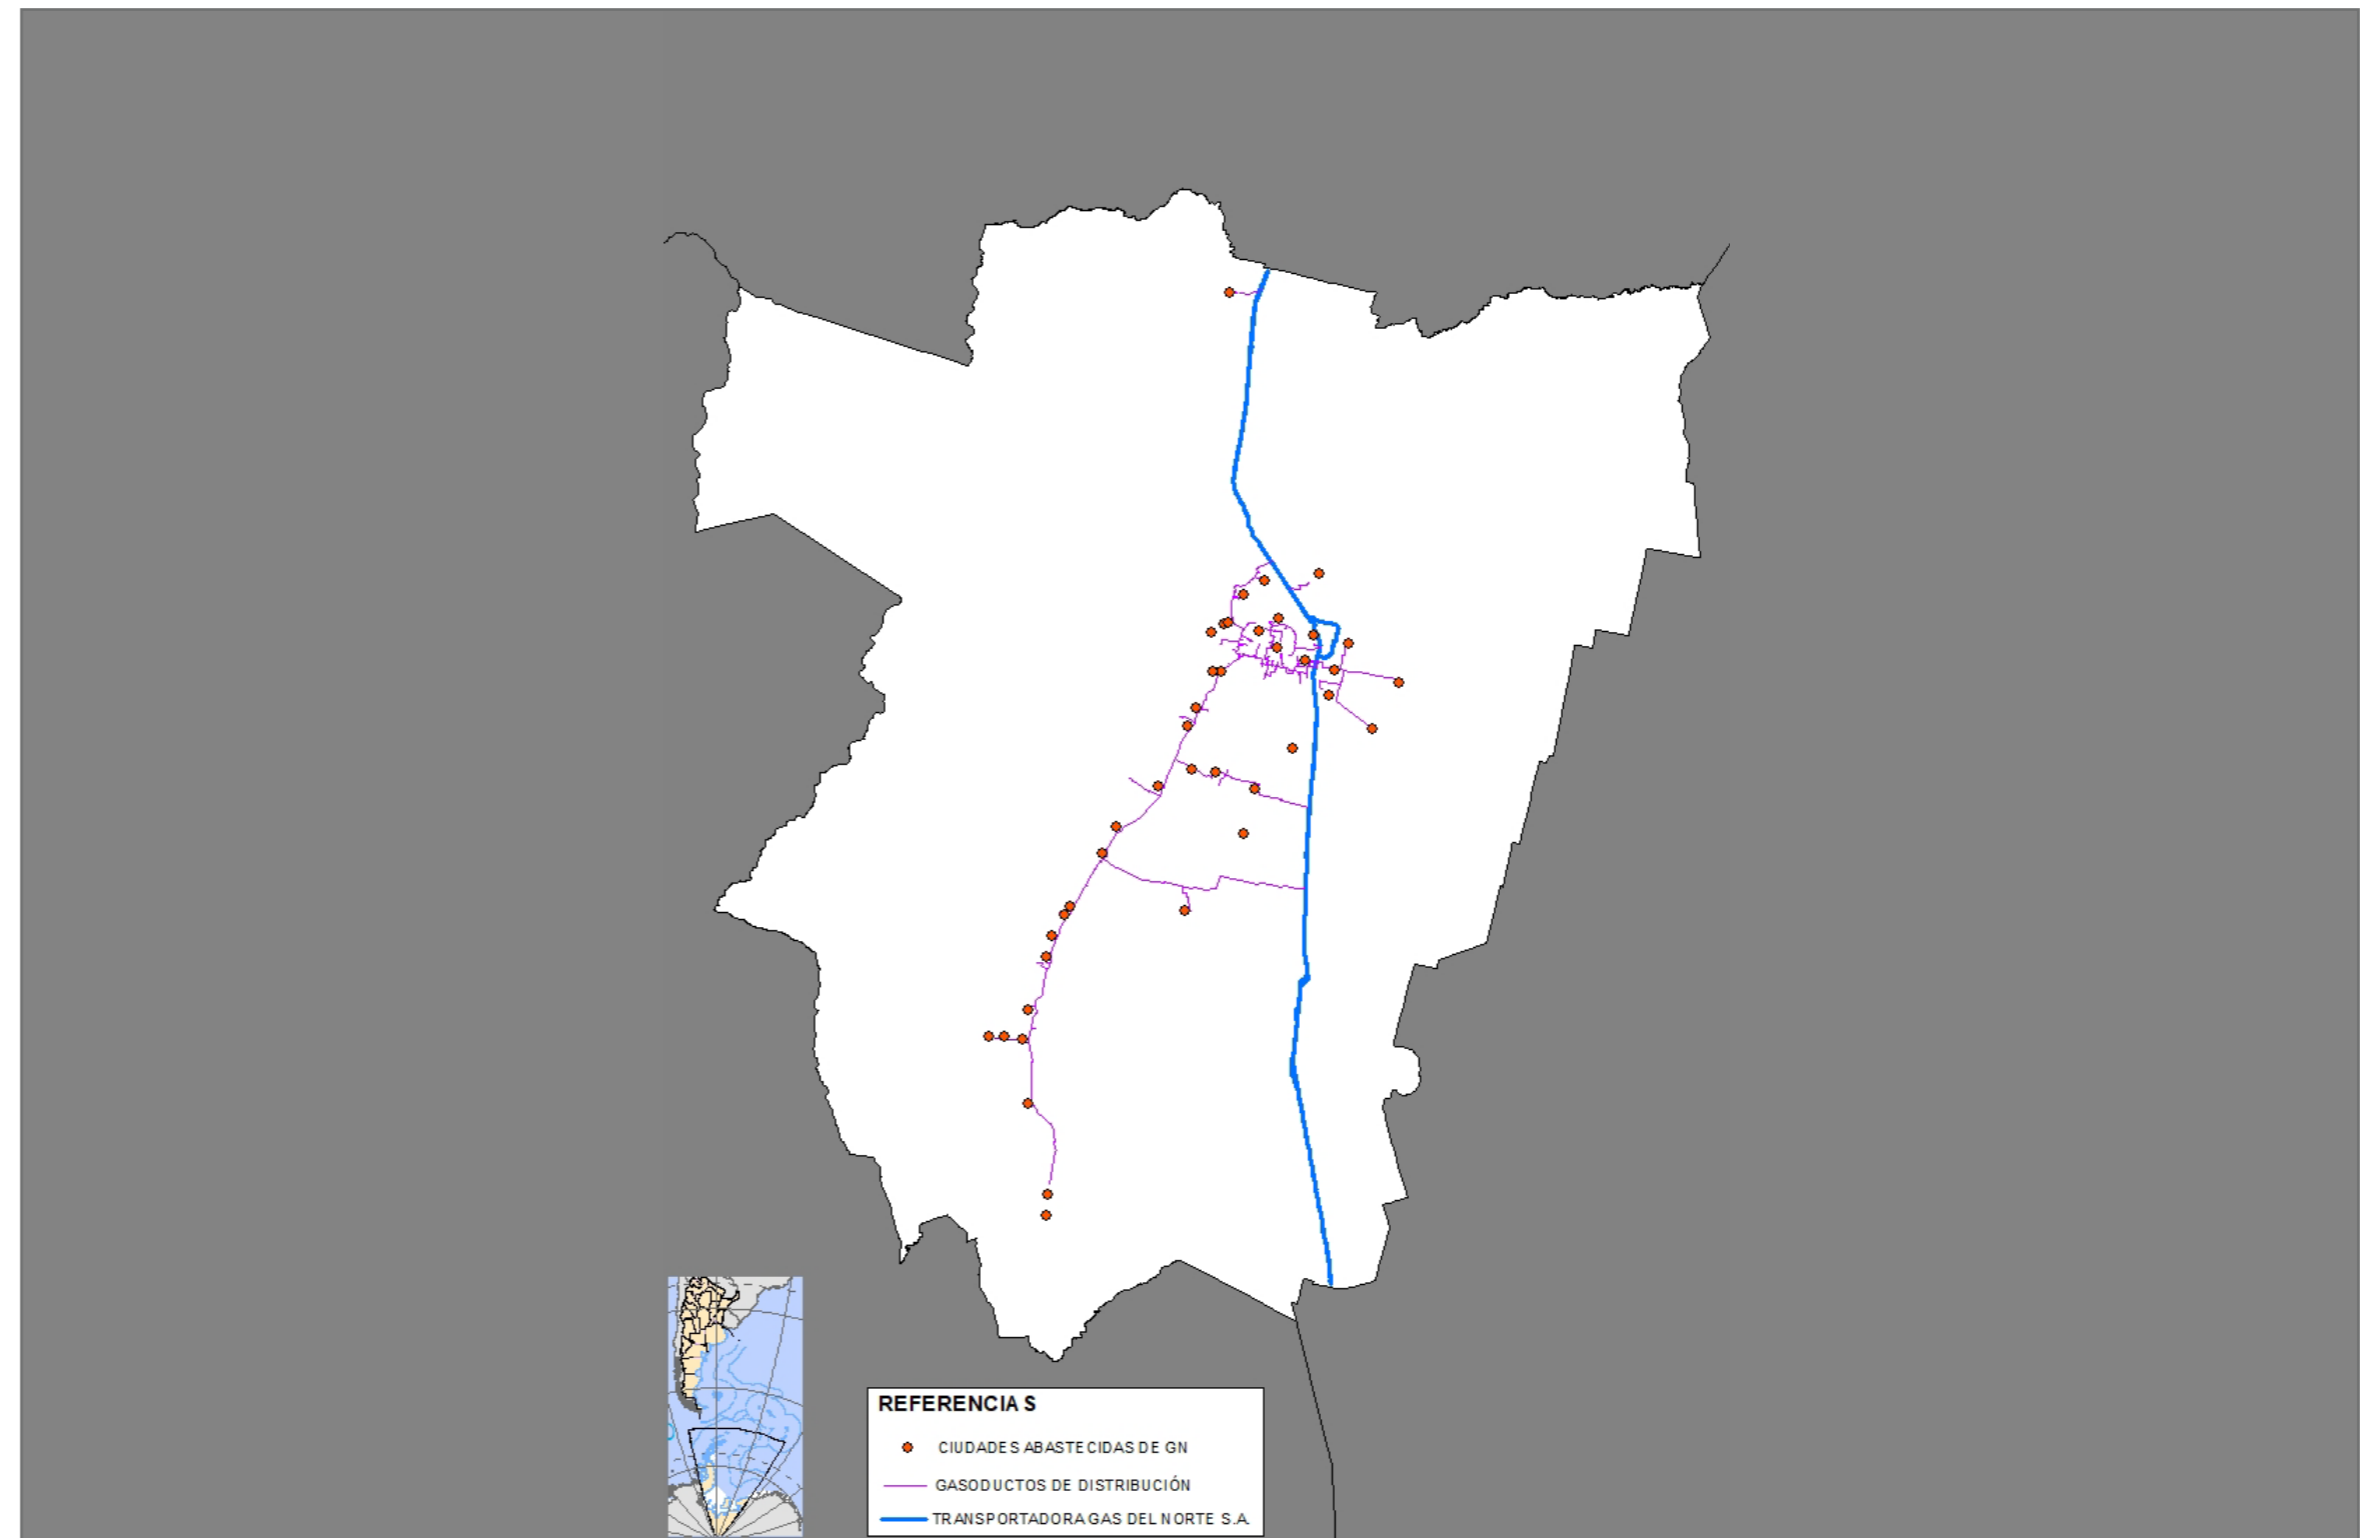 REFERENCIAS
CIUDADES ABASTECIDAS DE GN
GASODUCTOS DE DISTRIBUCIÓN
TRANSPORTADORA GAS DEL NORTE S.A.